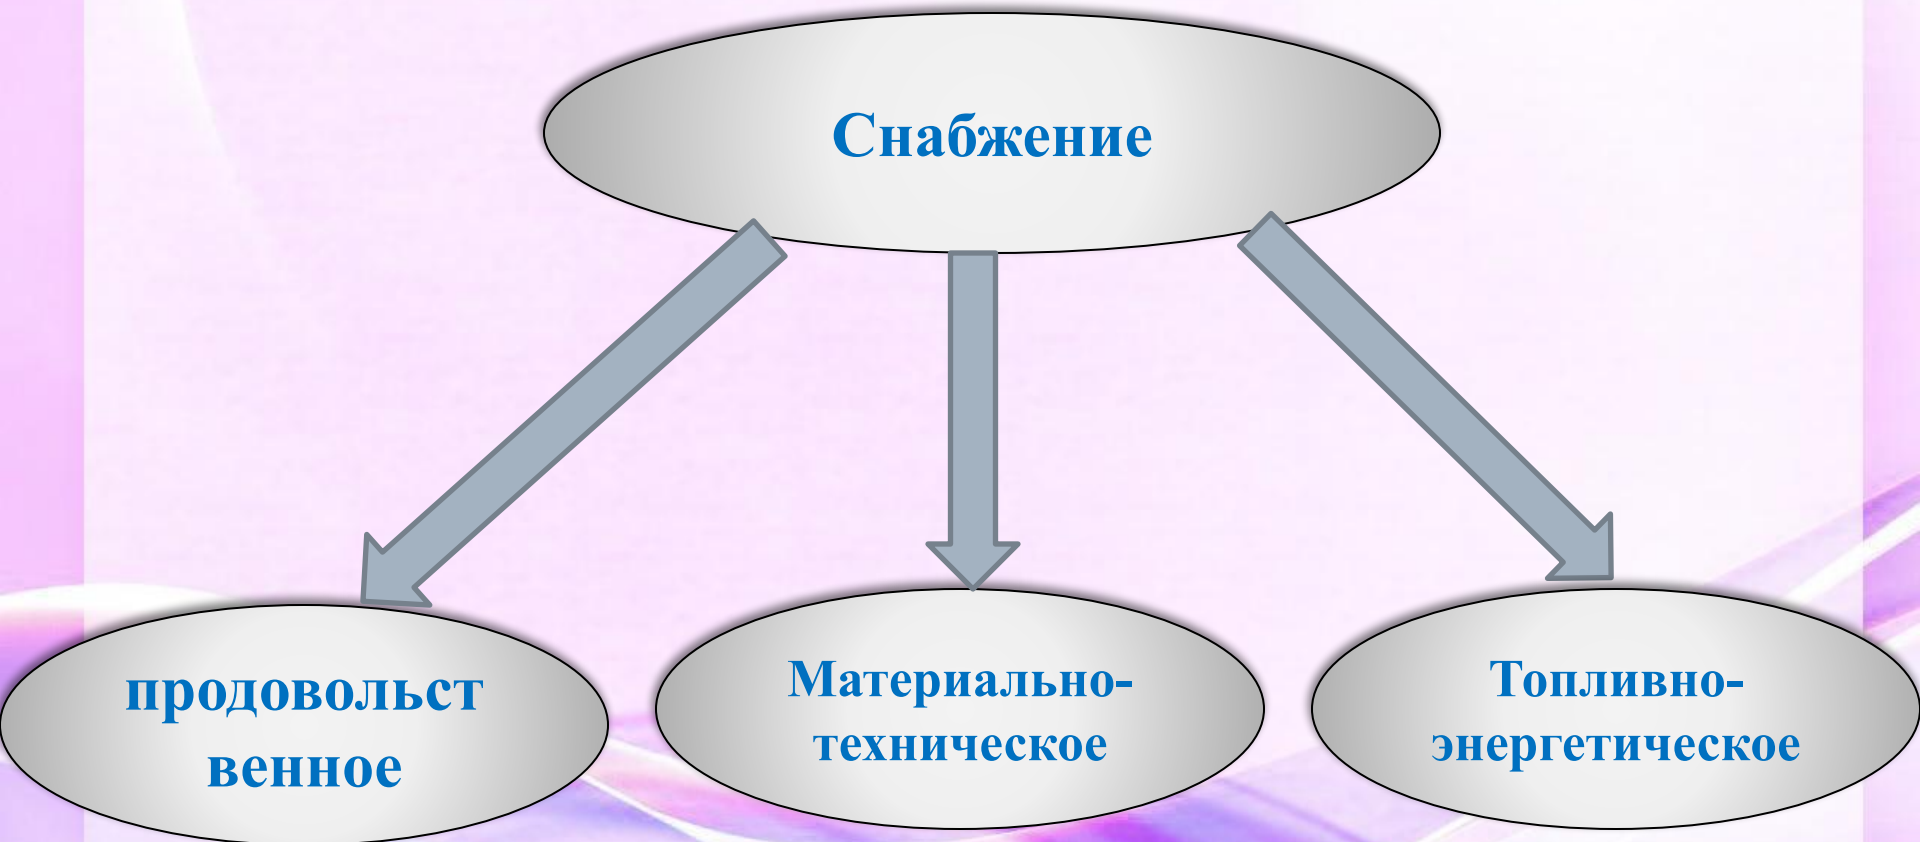 Снабжение
продовольст
венное
Материально-
техническое
Топливно-
энергетическое